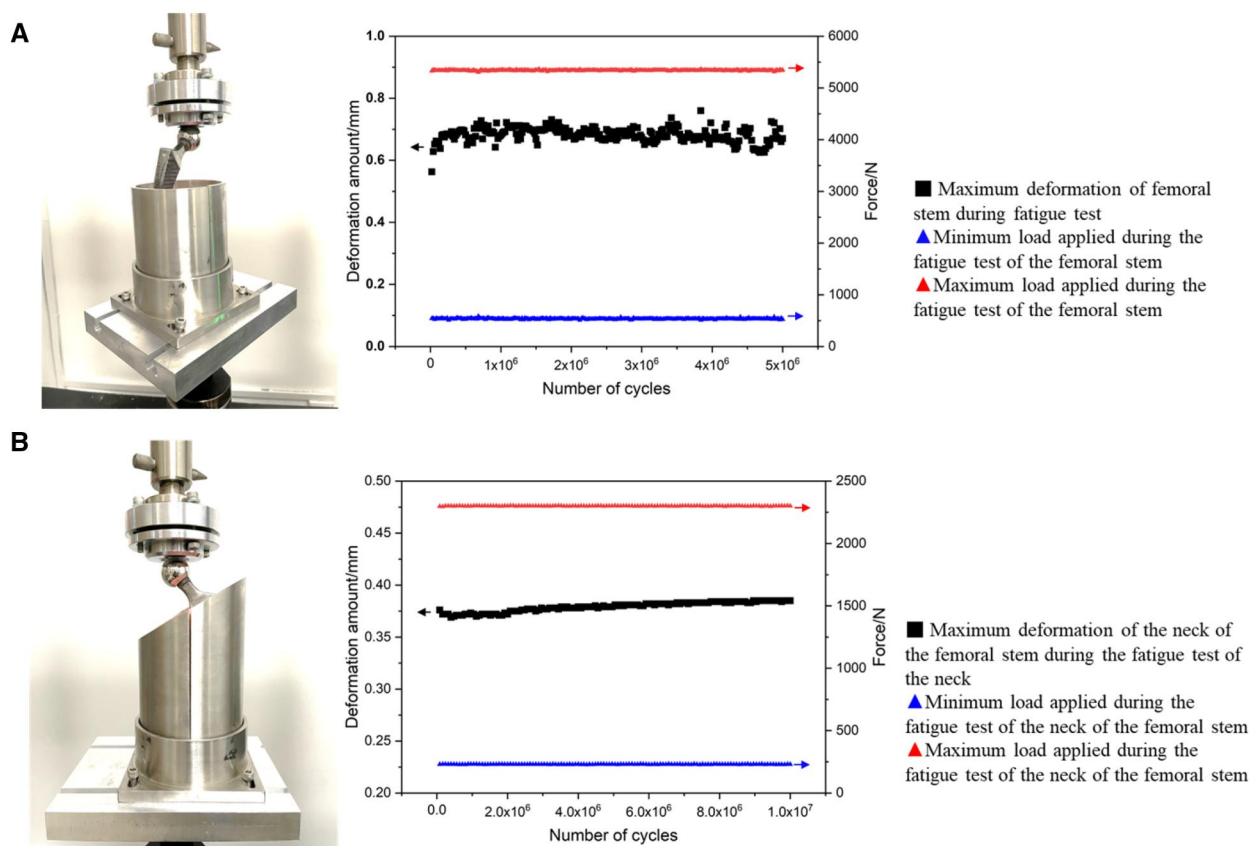 A
1.0
0.8
0.6
0.4
0.2
0.0
Deformation amount/mm
6000
5000
4000
3000
2000
1000
0
Force/N
0 1x10⁶ 2x10⁶ 3x10⁶ 4x10⁶ 5x10⁶
Number of cycles
■ Maximum deformation of femoral
stem during fatigue test
▲Minimum load applied during the
fatigue test of the femoral stem
▲Maximum load applied during the
fatigue test of the femoral stem
B
0.50
0.45
0.40
0.35
0.30
0.25
0.20
Deformation amount/mm
2500
2000
1500
1000
500
0
Force/N
0.0 2.0x10⁶ 4.0x10⁶ 6.0x10⁶ 8.0x10⁶ 1.0x10⁷
Number of cycles
■ Maximum deformation of the neck of
the femoral stem during the fatigue test of
the neck
▲Minimum load applied during the
fatigue test of the neck of the femoral stem
▲Maximum load applied during the
fatigue test of the neck of the femoral stem